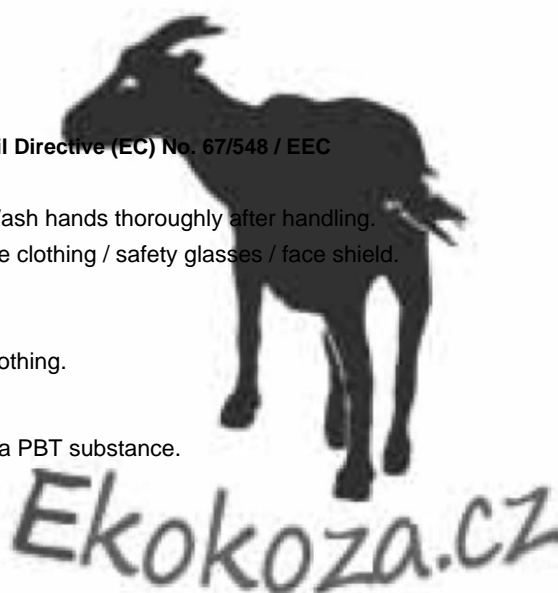 il Directive (EC) No. 67/548 / EEC
ash hands thoroughly after handling.
e clothing / safety glasses / face shield.
othing.
a PBT substance.
Ekokoza.cz